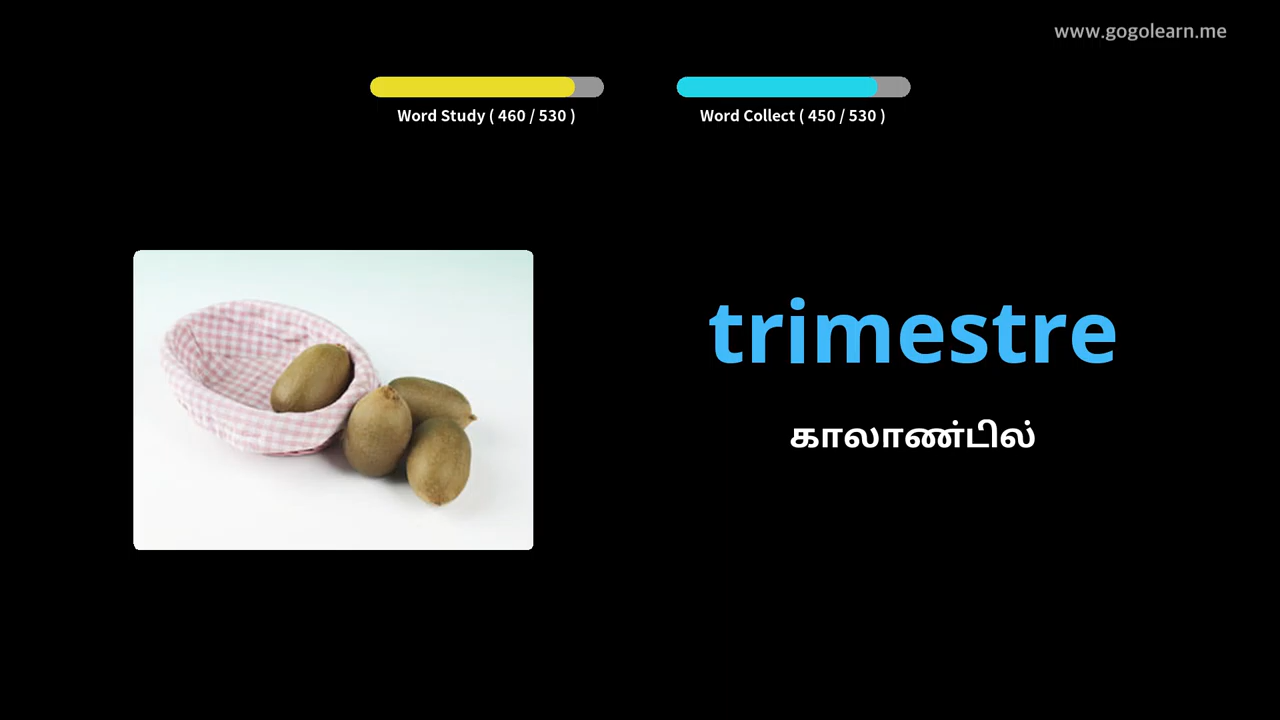 www.gogolearn.me
Word Study ( 460 / 530 )
Word Collect ( 450 / 530 )
trimestre
காலாண்டில்